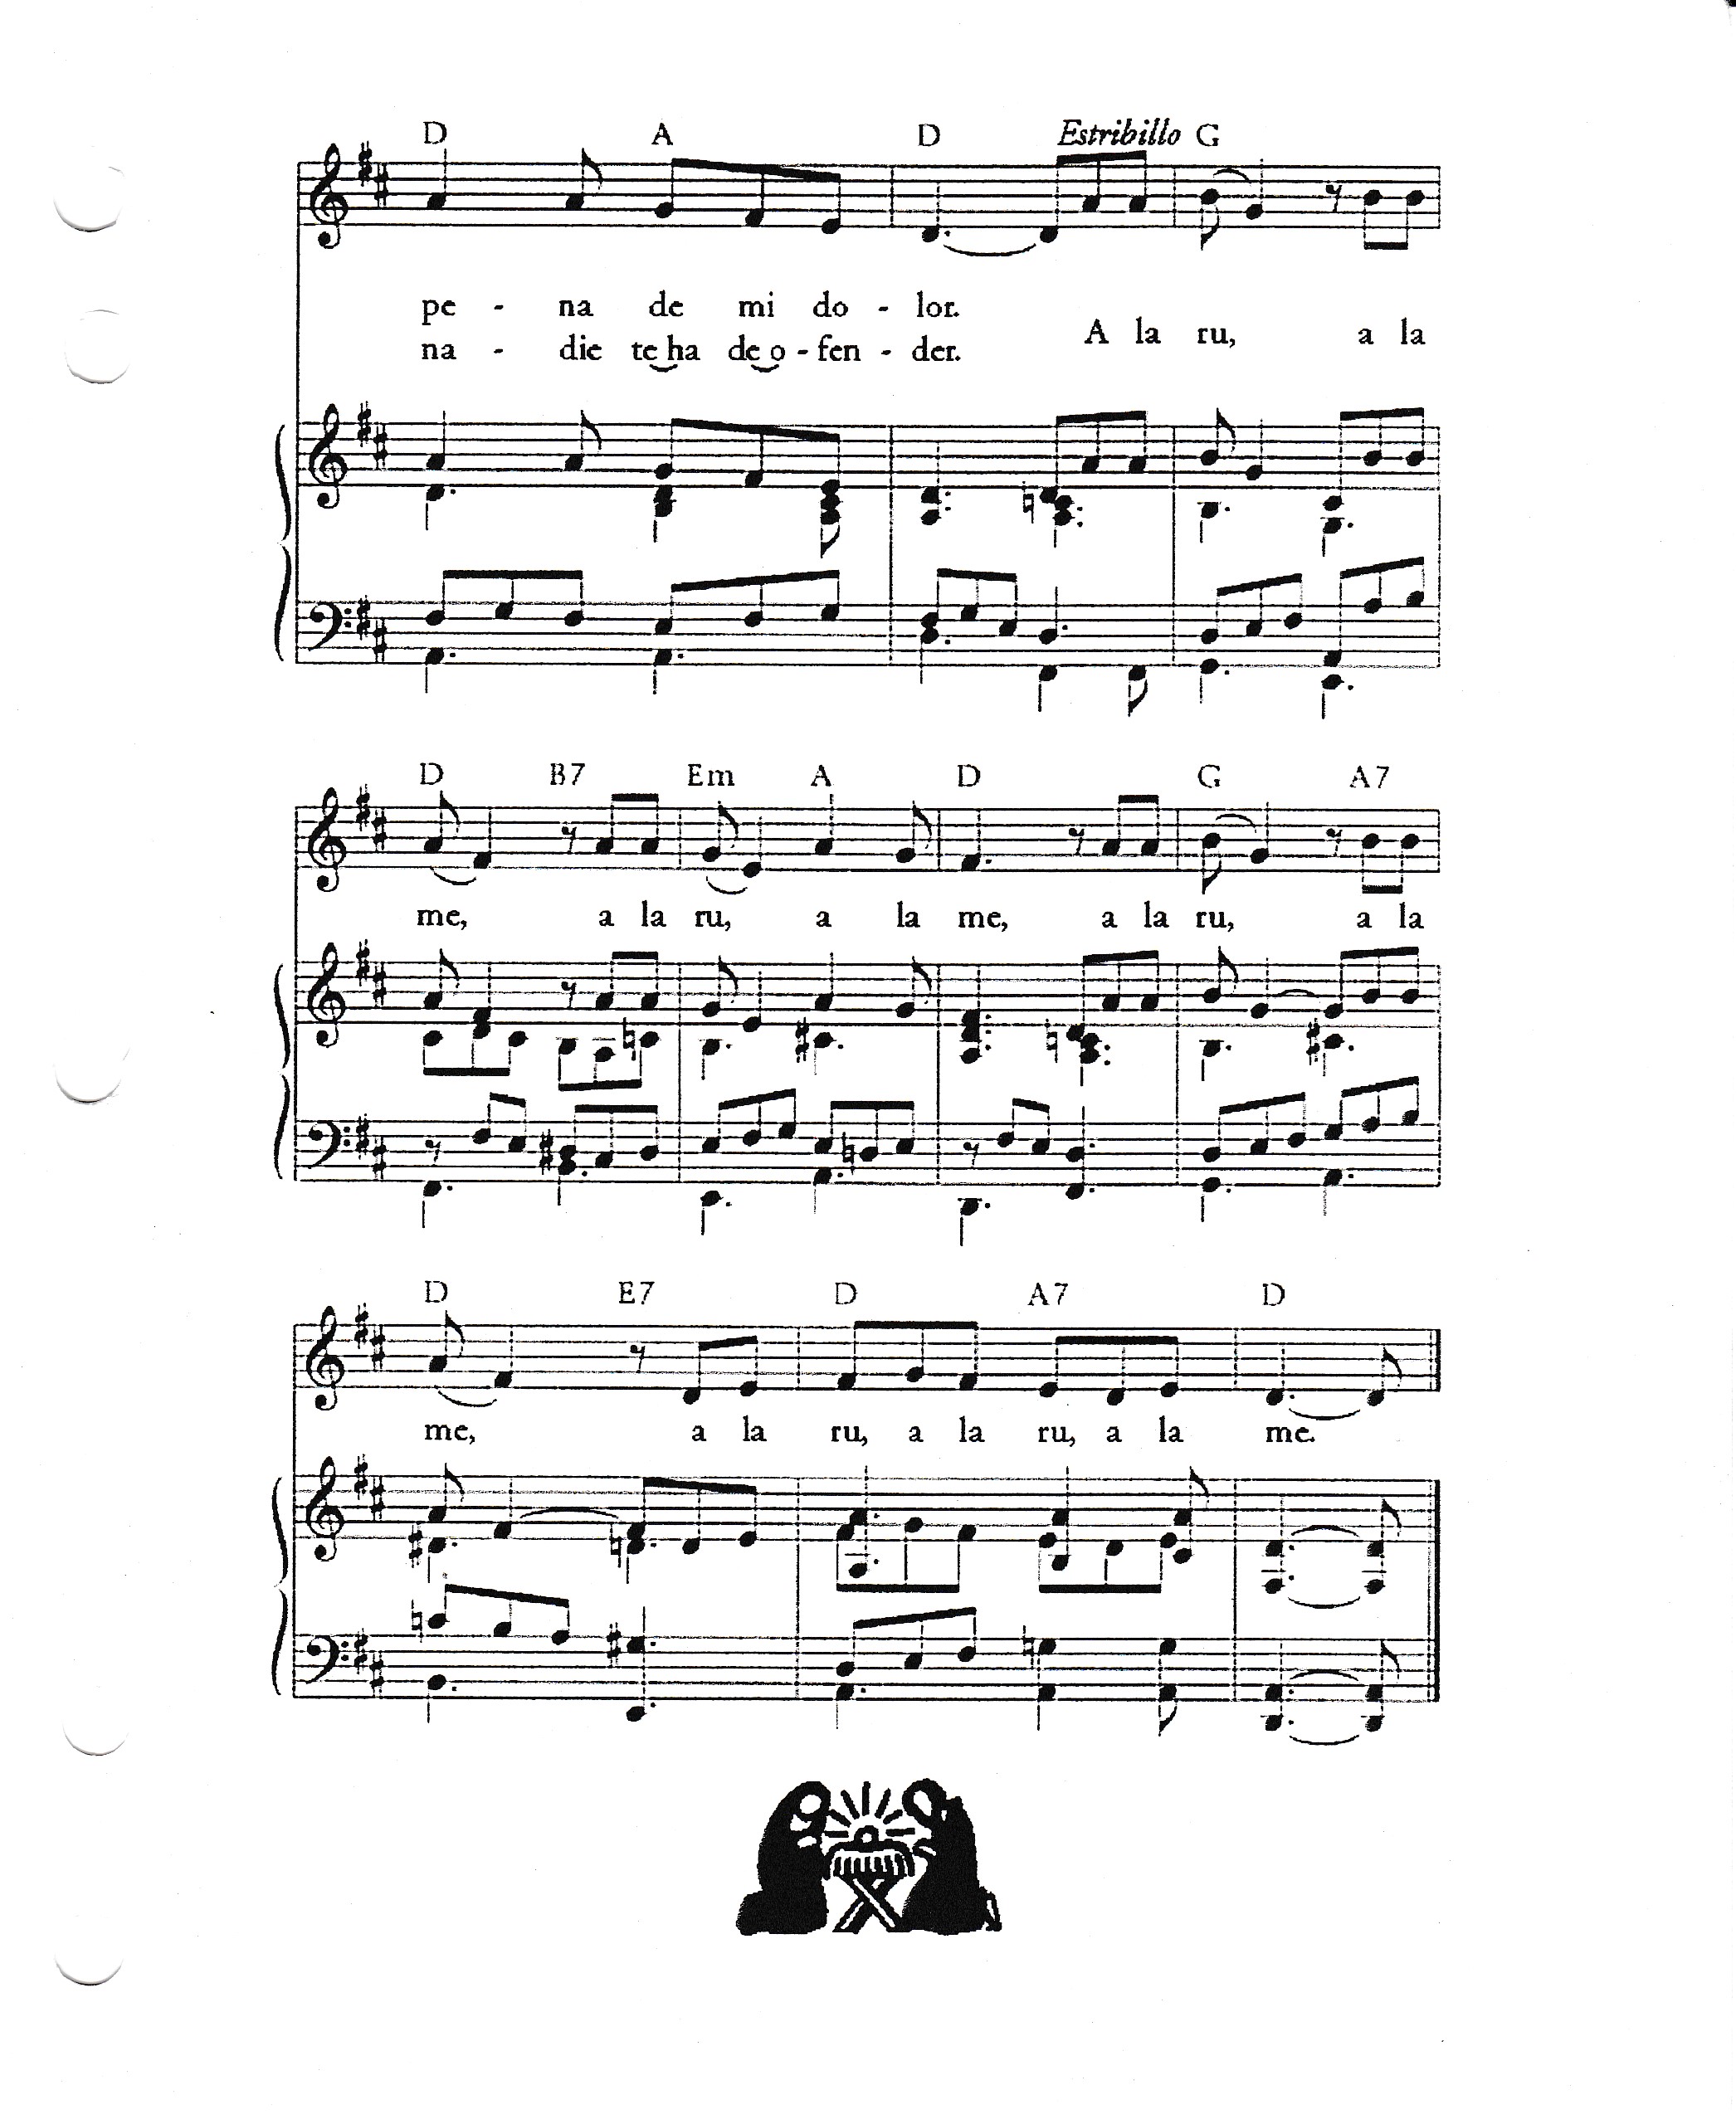 D A D Estribillo G
pe - na de mi do - lor.
na - die te ha de o - fen - der.
A la ru, a la
D B7 Em A D G A7
me, a la ru, a la me, a la ru, a la
D E7 D A7 D
me, a la ru, a la ru, a la me.